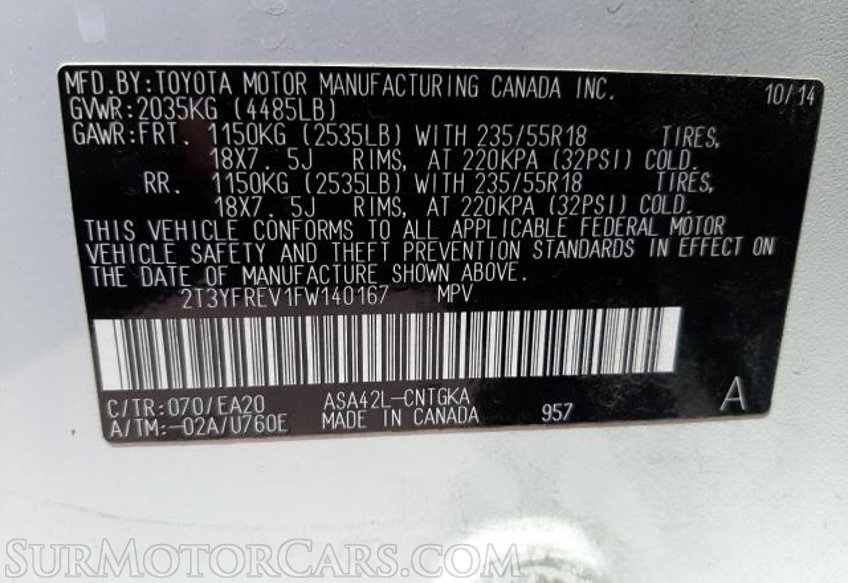 MFD.BY:TOYOTA MOTOR MANUFACTURING CANADA INC. 10/14
GVWR:2035KG (4485LB)
GAWR:FRT. 1150KG (2535LB) WITH 235/55R18 TIRES,
18X7.5J RIMS, AT 220KPA (32PSI) COLD.
RR. 1150KG (2535LB) WITH 235/55R18 TIRES,
18X7.5J RIMS, AT 220KPA (32PSI) COLD.
THIS VEHICLE CONFORMS TO ALL APPLICABLE FEDERAL MOTOR
VEHICLE SAFETY AND THEFT PREVENTION STANDARDS IN EFFECT ON
THE DATE OF MANUFACTURE SHOWN ABOVE.
2T3YFREV1FW140167 MPV
C/TR:070/EA20 ASA42L-CNTGKA A
A/TM:-02A/U760E MADE IN CANADA 957
SurMotorCars.com